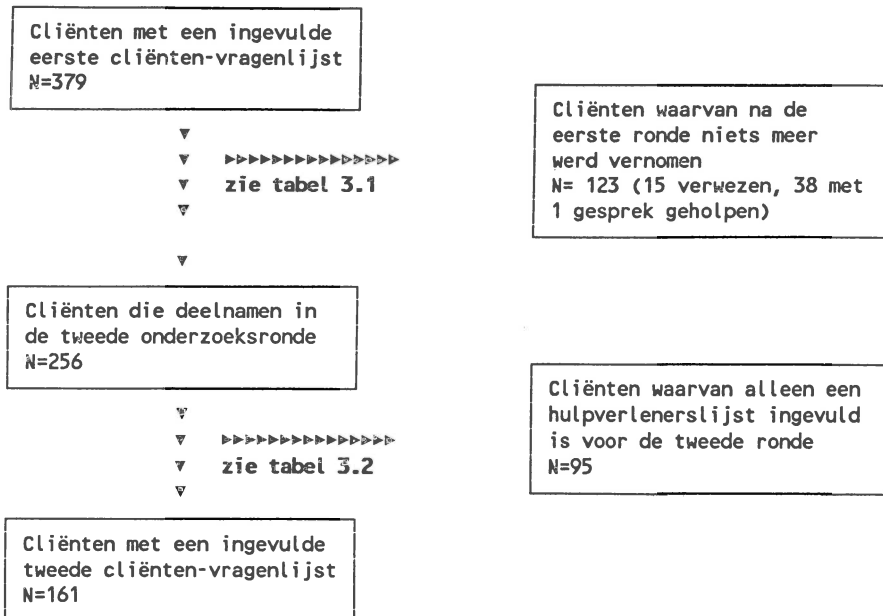 Cliënten met een ingevulde
eerste cliënten-vragenlijst
N=379
Cliënten waarvan na de
eerste ronde niets meer
werd vernomen
N= 123 (15 verwezen, 38 met
1 gesprek geholpen)
zie tabel 3.1
Cliënten die deelnamen in
de tweede onderzoeksronde
N=256
Cliënten waarvan alleen een
hulpverlenerslijst ingevuld
is voor de tweede ronde
N=95
zie tabel 3.2
Cliënten met een ingevulde
tweede cliënten-vragenlijst
N=161